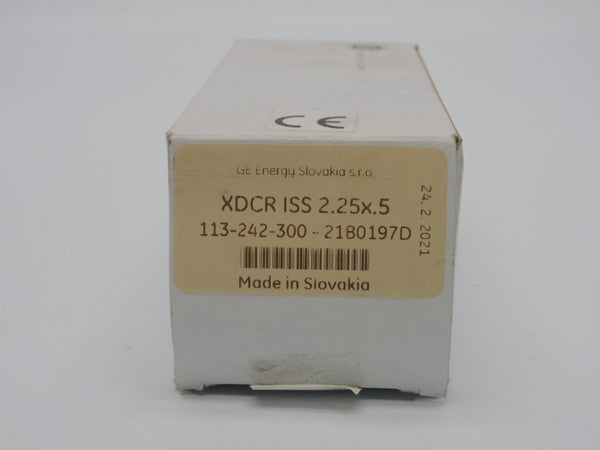 CE
GE Energy Slovakia s.r.o.
XDCR ISS 2.25x.5
113-242-300 - 21B0197D
Made in Slovakia
24. 2. 2021